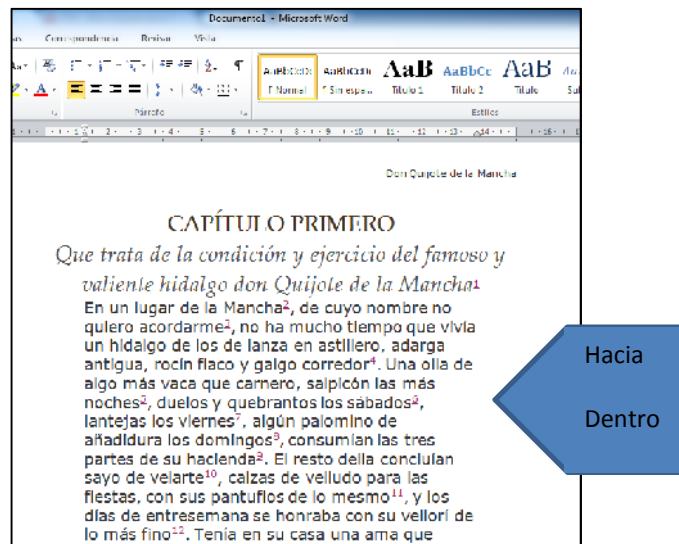 Documento1 - Microsoft Word
Correspondencia Revisar Vista
AaBbCcDc AaBbCcDc AaB AaBbCc AaB
¶ Normal ¶ Sin espa... Título 1 Título 2 Título
Párrafo Estilos
Don Quijote de la Mancha
CAPÍTULO PRIMERO
Que trata de la condición y ejercicio del famoso y
valiente hidalgo don Quijote de la Mancha1
En un lugar de la Mancha2, de cuyo nombre no
quiero acordarme3, no ha mucho tiempo que vivía
un hidalgo de los de lanza en astillero, adarga
antigua, rocín flaco y galgo corredor4. Una olla de
algo más vaca que carnero, salpicón las más
noches5, duelos y quebrantos los sábados6,
lantejas los viernes7, algún palomino de
añadidura los domingos8, consumían las tres
partes de su hacienda9. El resto della concluían
sayo de velarte10, calzas de velludo para las
fiestas, con sus pantuflos de lo mesmo11, y los
días de entresemana se honraba con su vellorí de
lo más fino12. Tenía en su casa una ama que
Hacia
Dentro